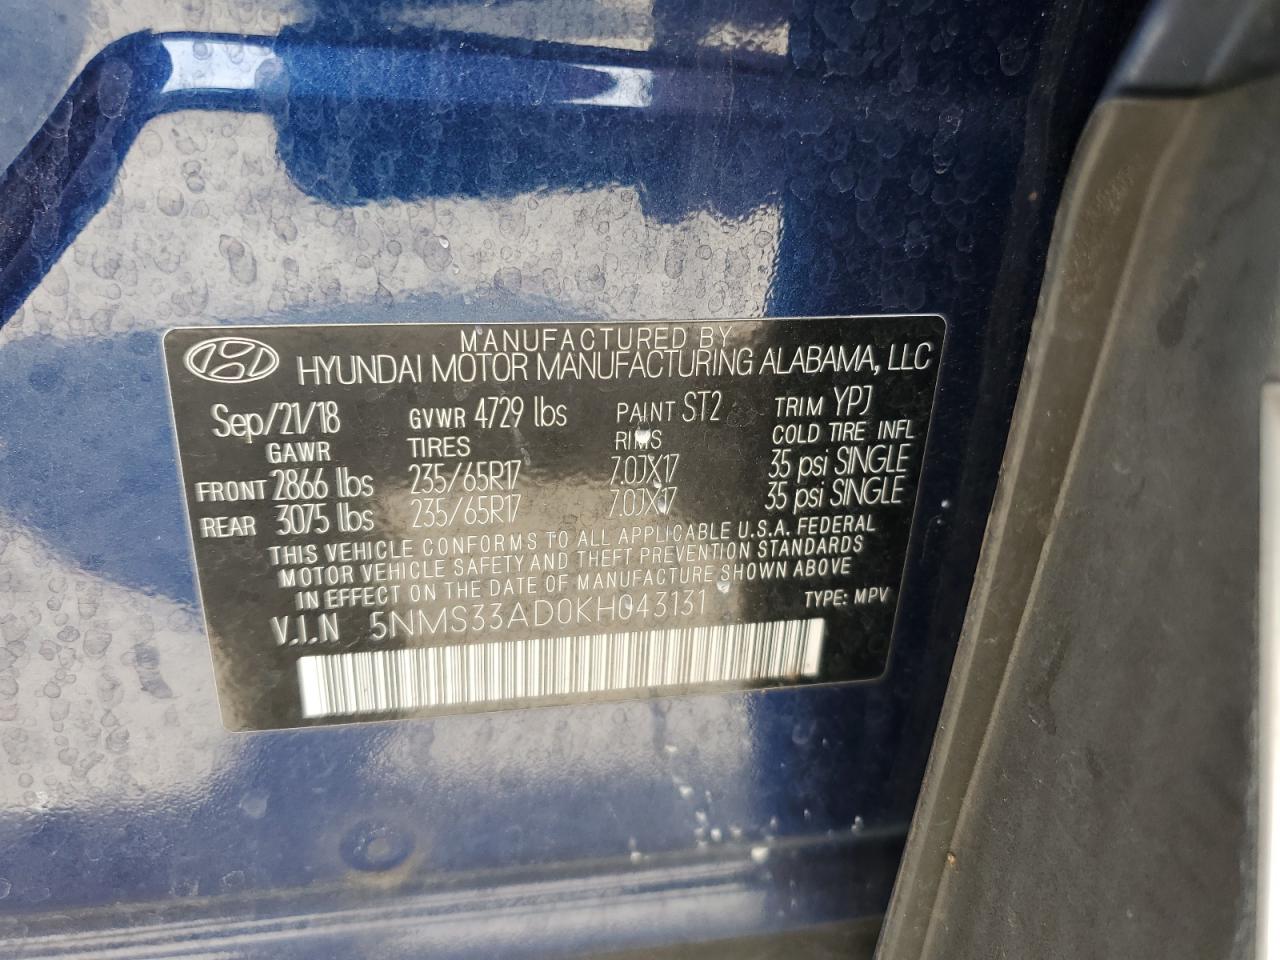 MANUFACTURED BY
HYUNDAI MOTOR MANUFACTURING ALABAMA, LLC
Sep/21/18 GVWR 4729 lbs PAINT ST2 TRIM YPJ
GAWR TIRES RIMS COLD TIRE INFL
FRONT 2866 lbs 235/65R17 7.0JX17 35 psi SINGLE
REAR 3075 lbs 235/65R17 7.0JX17 35 psi SINGLE
THIS VEHICLE CONFORMS TO ALL APPLICABLE U.S.A. FEDERAL
MOTOR VEHICLE SAFETY AND THEFT PREVENTION STANDARDS
IN EFFECT ON THE DATE OF MANUFACTURE SHOWN ABOVE
V.I.N 5NMS33AD0KH043131 TYPE: MPV